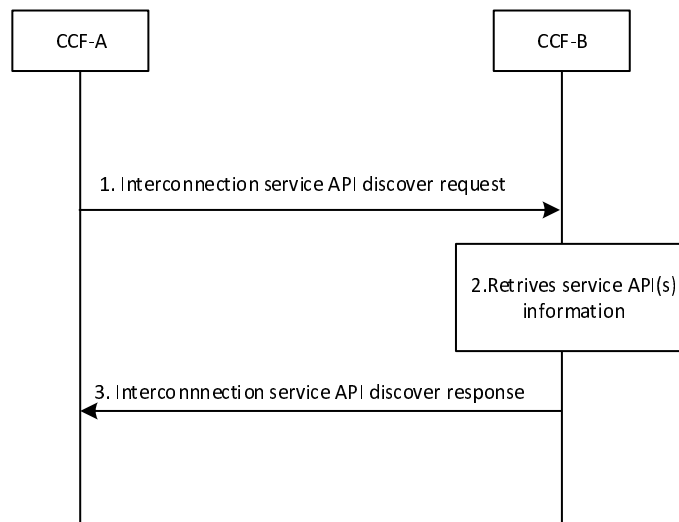 CCF-A
CCF-B
1. Interconnection service API discover request
2.Retrives service API(s)
information
3. Interconnnection service API discover response